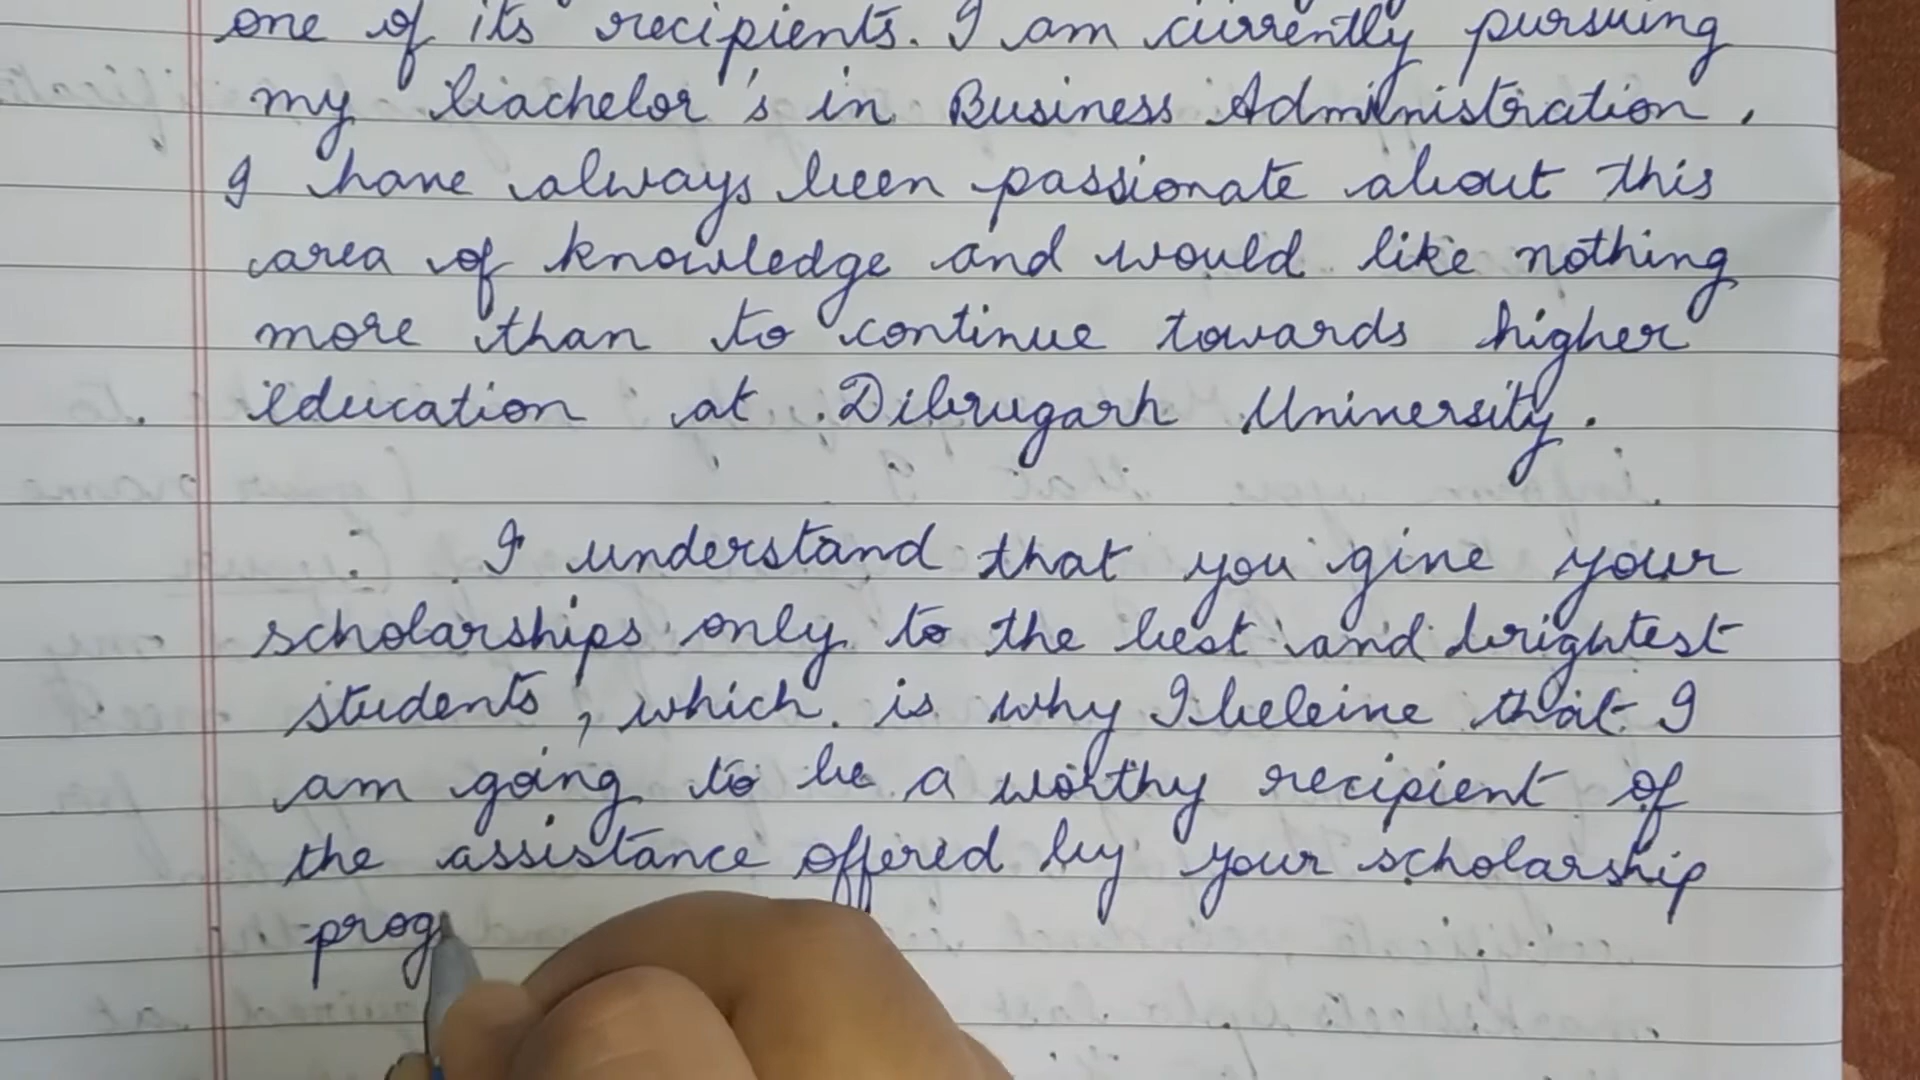 one of its recipients. I am currently pursuing
my bachelor's in Business Administration.
I have always been passionate about this
area of knowledge and would like nothing
more than to continue towards higher
education at Dibrugarh University.
I understand that you give your
scholarships only to the best and brightest
students, which is why I beleive that I
am going to be a worthy recipient of
the assistance offered by your scholarship
prog